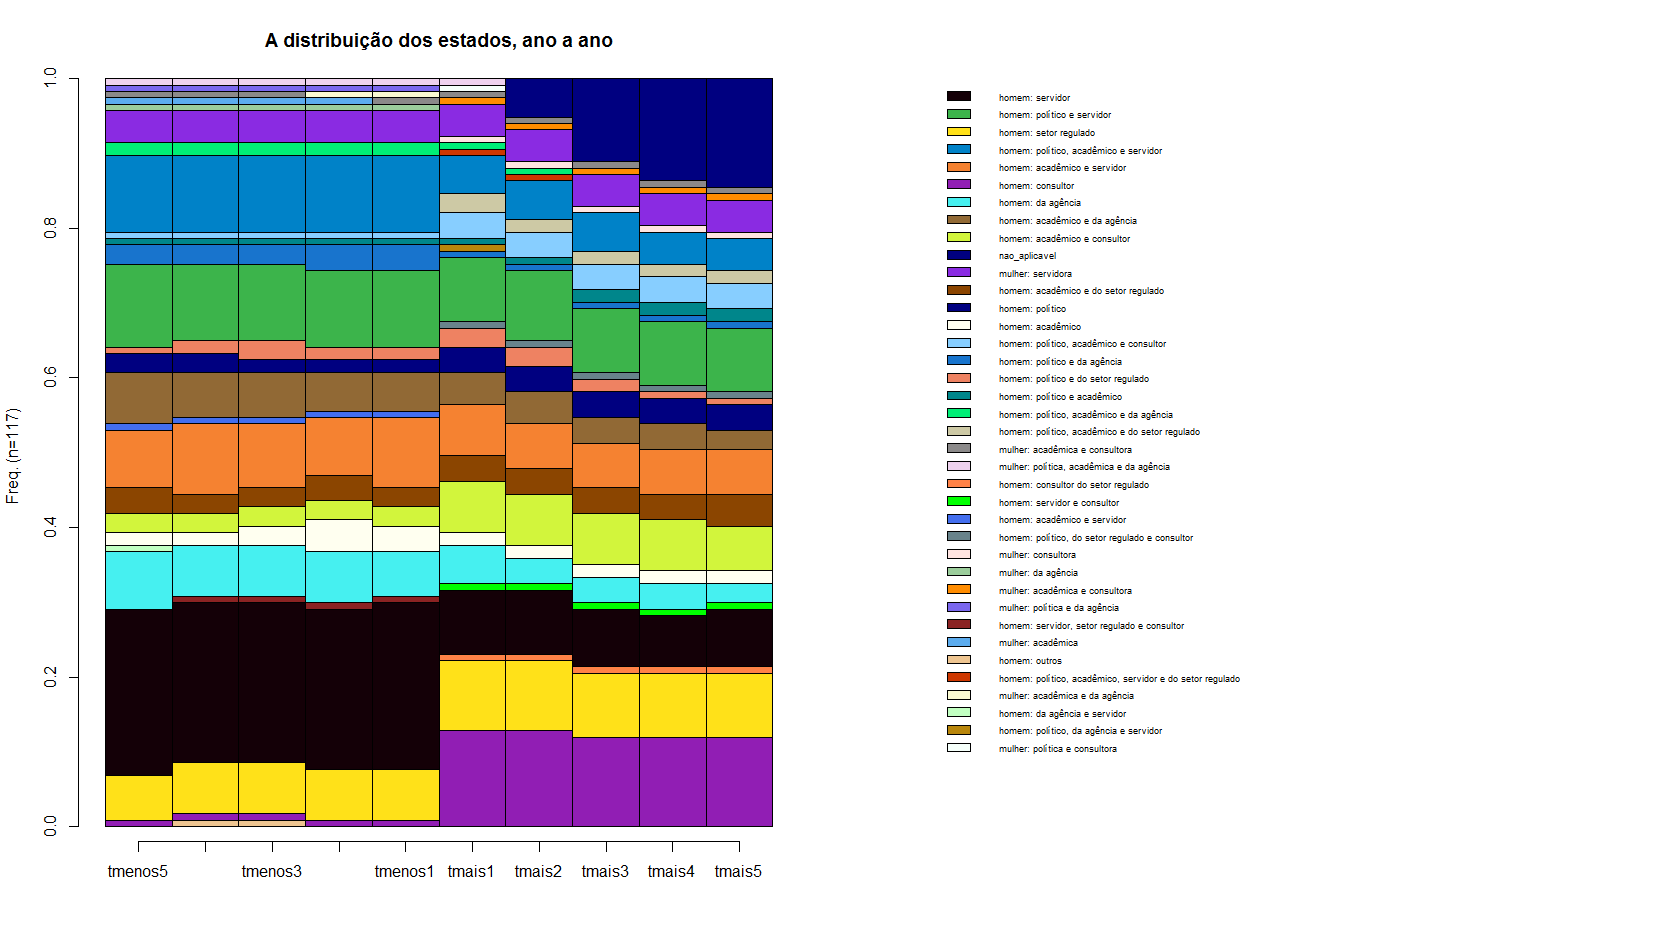 A distribuição dos estados, ano a ano
Freq. (n=117)
1.0
0.8
0.6
0.4
0.2
0.0
tmenos5
tmenos3
tmenos1
tmais1
tmais2
tmais3
tmais4
tmais5
homem: servidor
homem: político e servidor
homem: setor regulado
homem: político, acadêmico e servidor
homem: acadêmico e servidor
homem: consultor
homem: da agência
homem: acadêmico e da agência
homem: acadêmico e consultor
nao_aplicavel
mulher: servidora
homem: acadêmico e do setor regulado
homem: político
homem: acadêmico
homem: político, acadêmico e consultor
homem: político e da agência
homem: político e do setor regulado
homem: político e acadêmico
homem: político, acadêmico e da agência
homem: político, acadêmico e do setor regulado
mulher: acadêmica e consultora
mulher: política, acadêmica e da agência
homem: consultor do setor regulado
homem: servidor e consultor
homem: acadêmico e servidor
homem: político, do setor regulado e consultor
mulher: consultora
mulher: da agência
mulher: acadêmica e consultora
mulher: política e da agência
homem: servidor, setor regulado e consultor
mulher: acadêmica
homem: outros
homem: político, acadêmico, servidor e do setor regulado
mulher: acadêmica e da agência
homem: da agência e servidor
homem: político, da agência e servidor
mulher: política e consultora